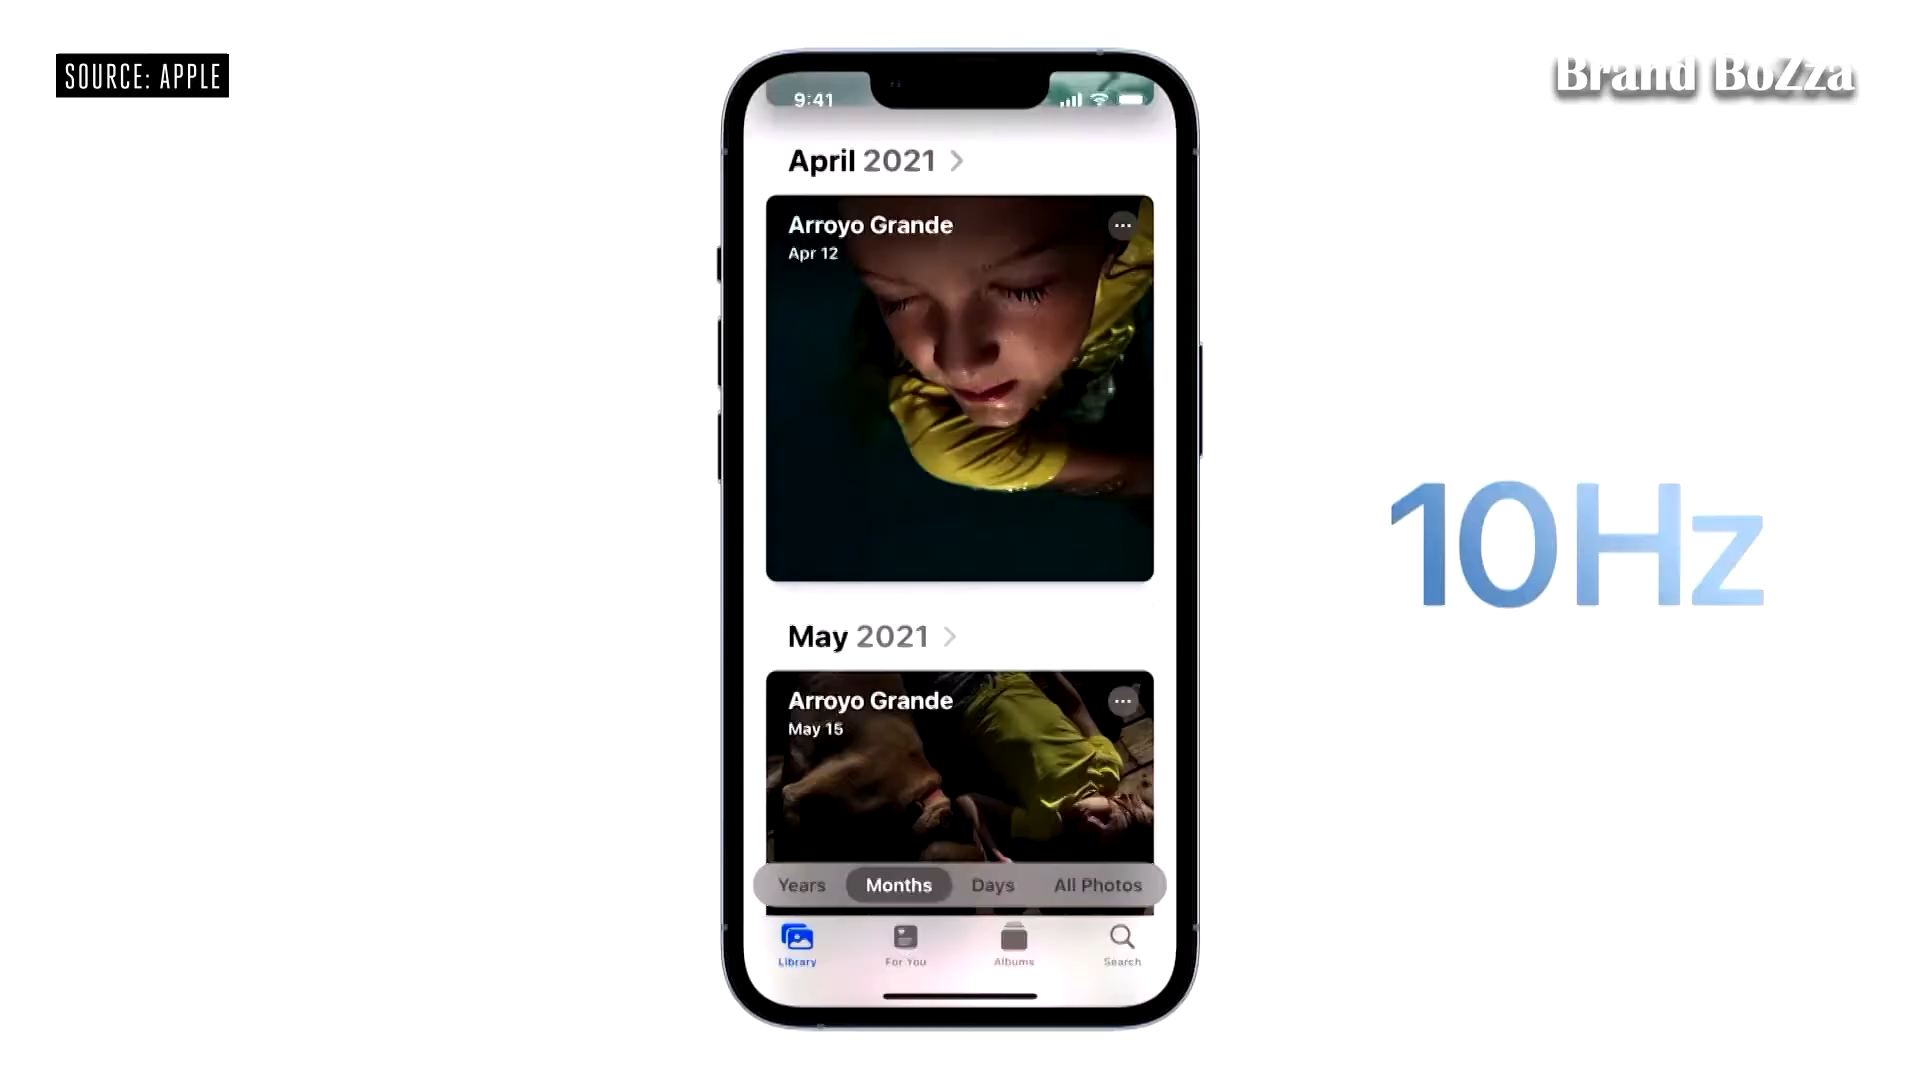 SOURCE: APPLE
Brand BoZza
9:41
April 2021
Arroyo Grande
Apr 12
10Hz
May 2021
Arroyo Grande
May 15
Years Months Days All Photos
Library For You Albums Search